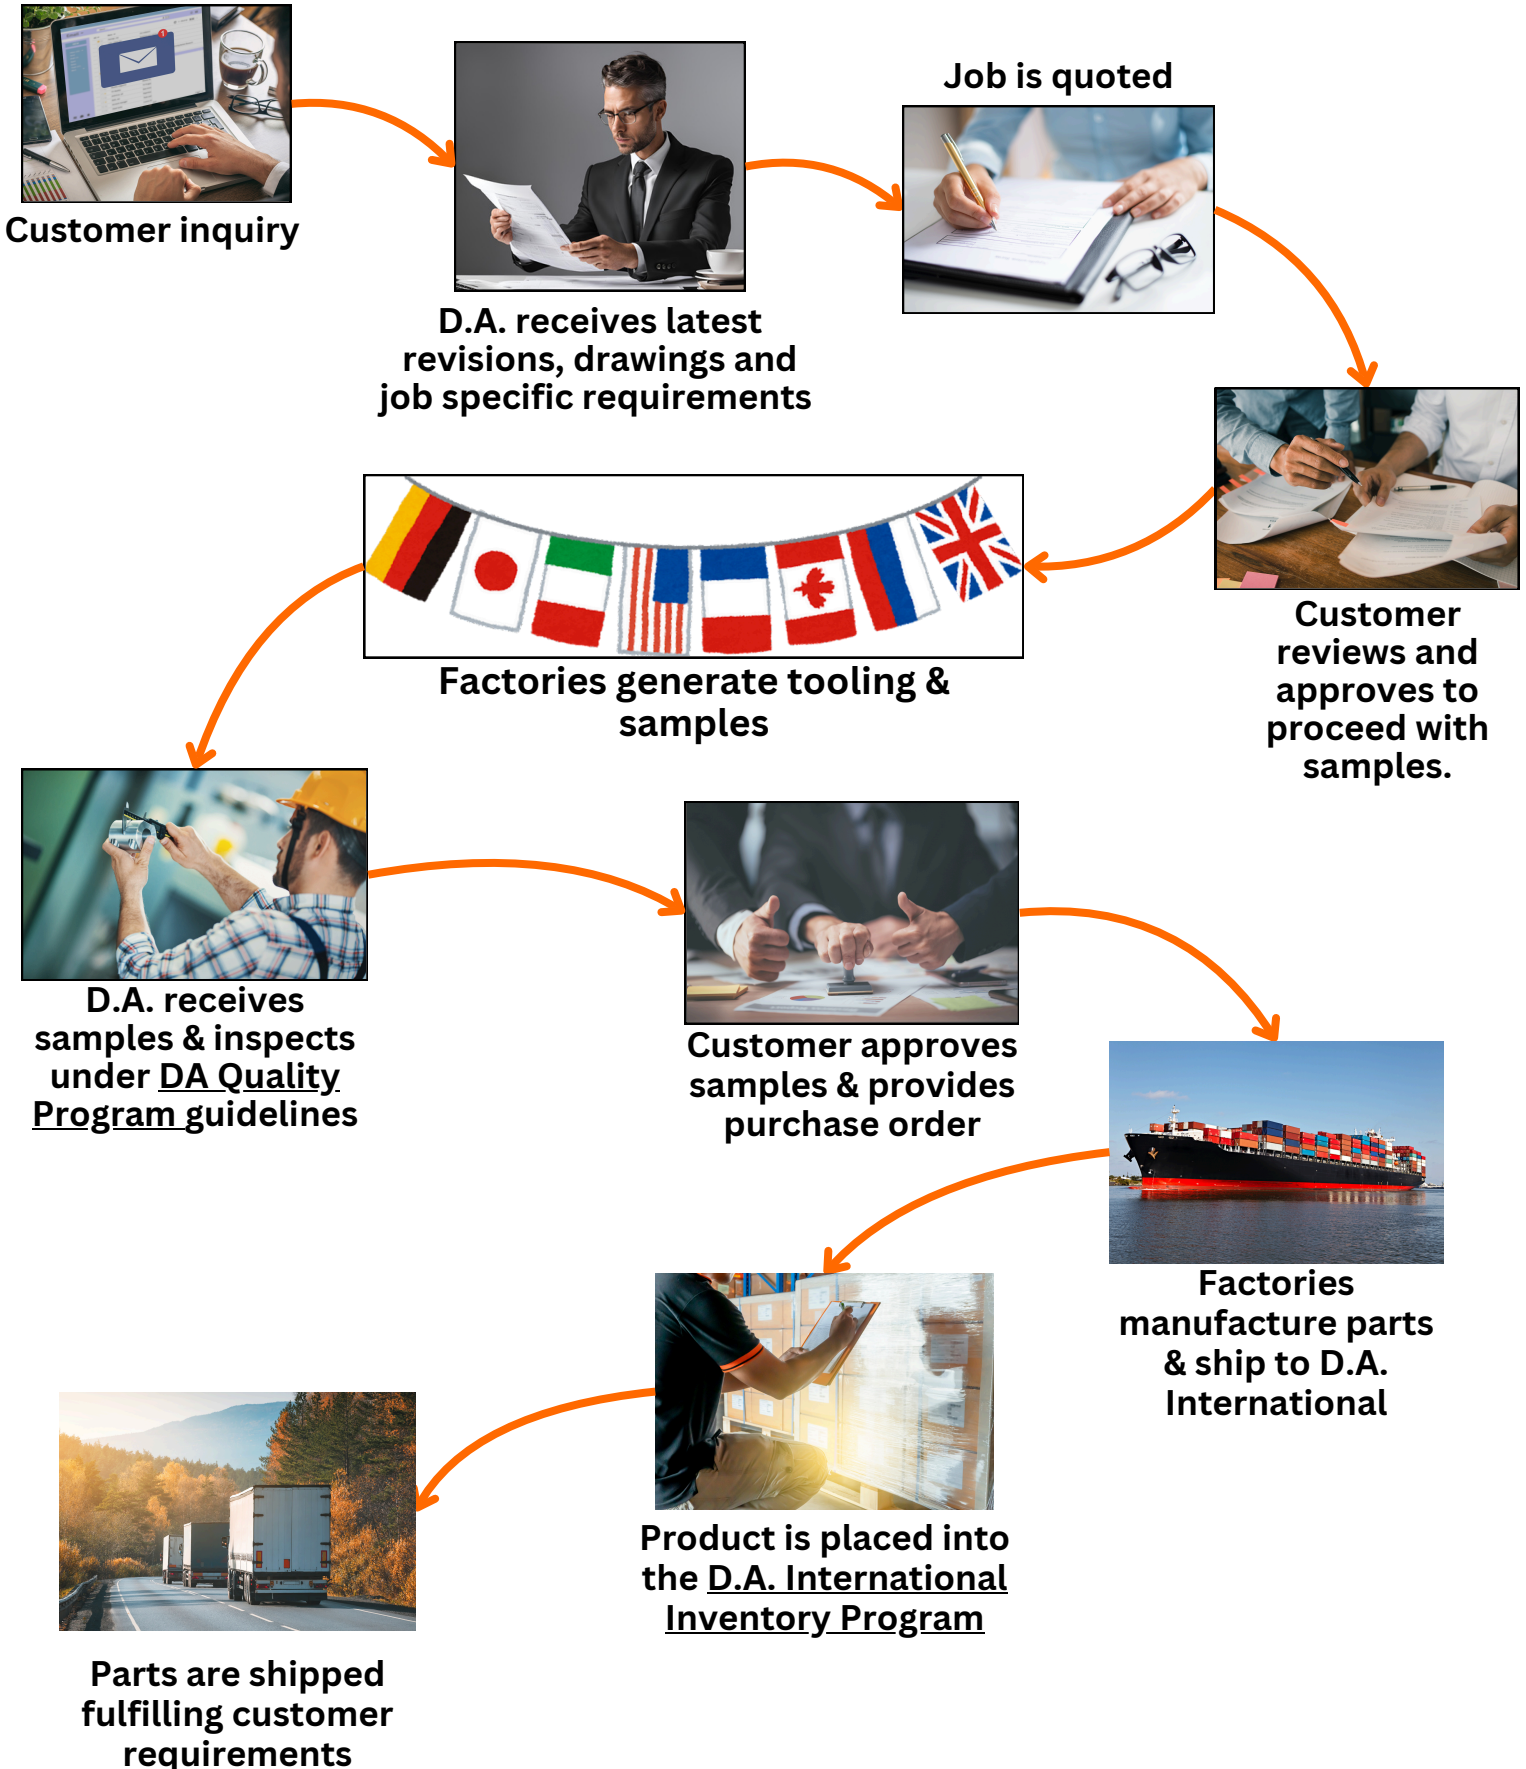 Customer inquiry
D.A. receives latest
revisions, drawings and
job specific requirements
Job is quoted
Customer
reviews and
approves to
proceed with
samples.
Factories generate tooling &
samples
D.A. receives
samples & inspects
under DA Quality
Program guidelines
Customer approves
samples & provides
purchase order
Factories
manufacture parts
& ship to D.A.
International
Product is placed into
the D.A. International
Inventory Program
Parts are shipped
fulfilling customer
requirements